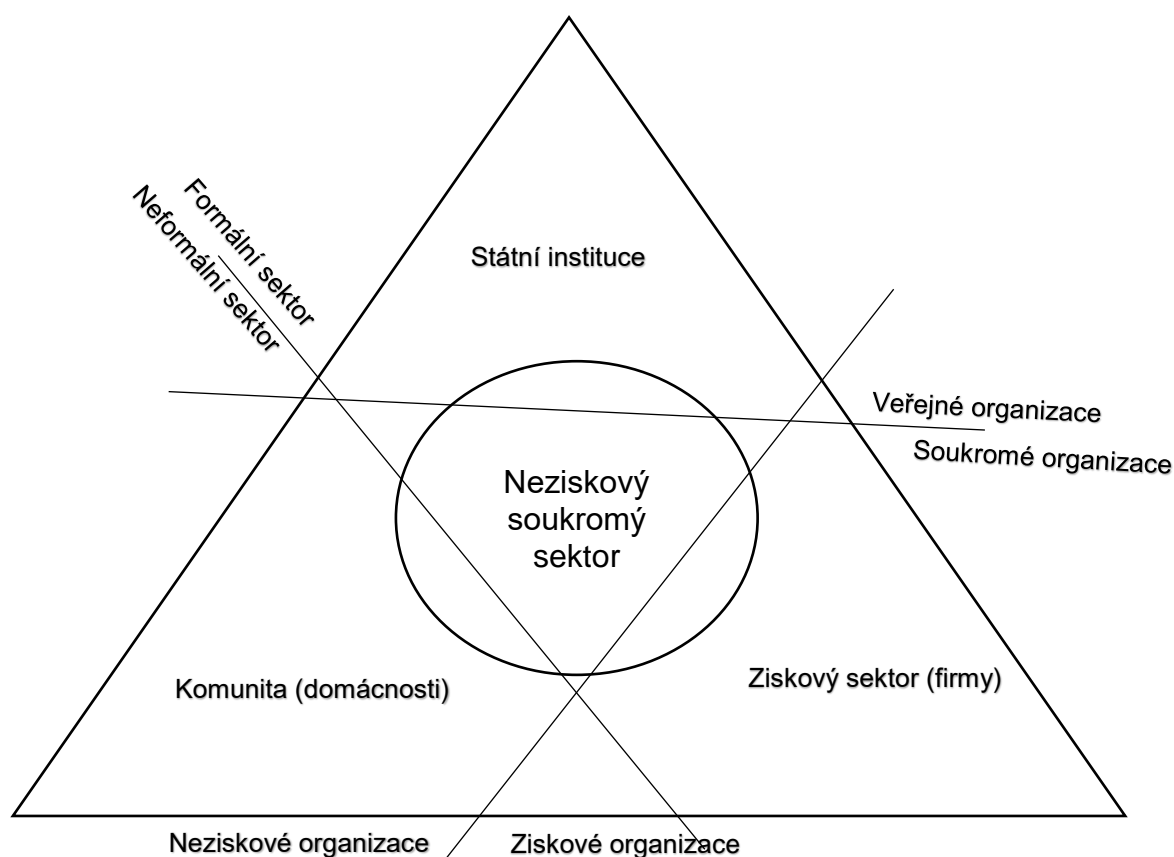 Formální sektor
Neformální sektor
Státní instituce
Veřejné organizace
Soukromé organizace
Neziskový
soukromý
sektor
Komunita (domácnosti)
Ziskový sektor (firmy)
Neziskové organizace
Ziskové organizace